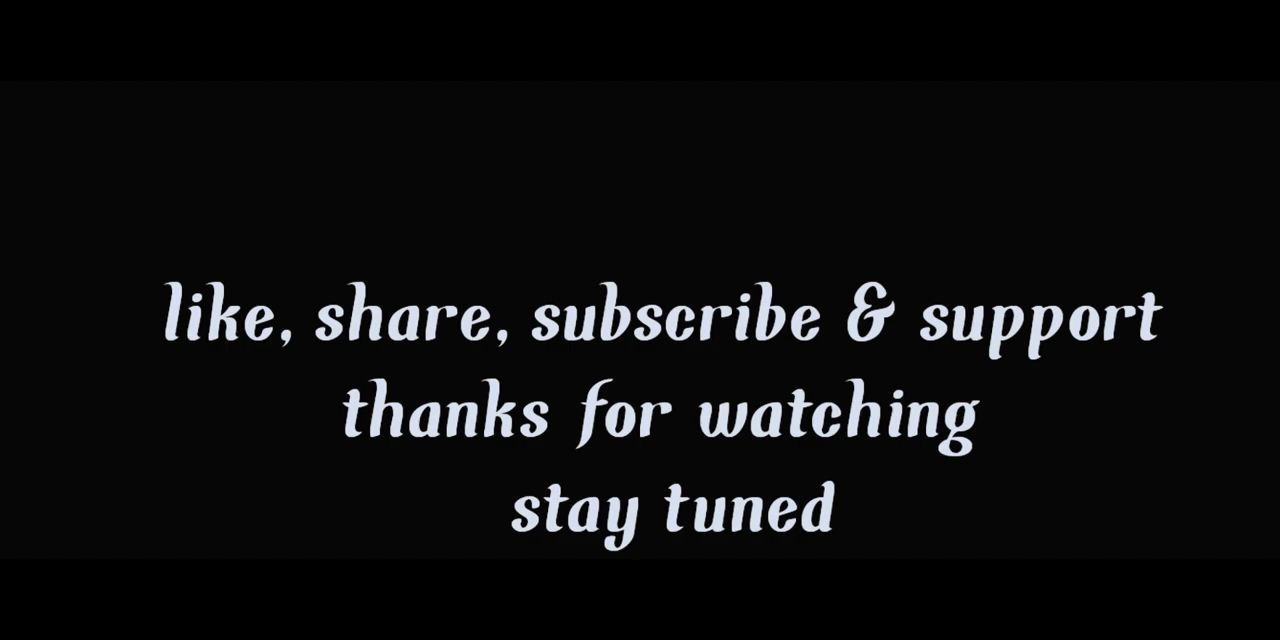 like, share, subscribe & support
thanks for watching
stay tuned